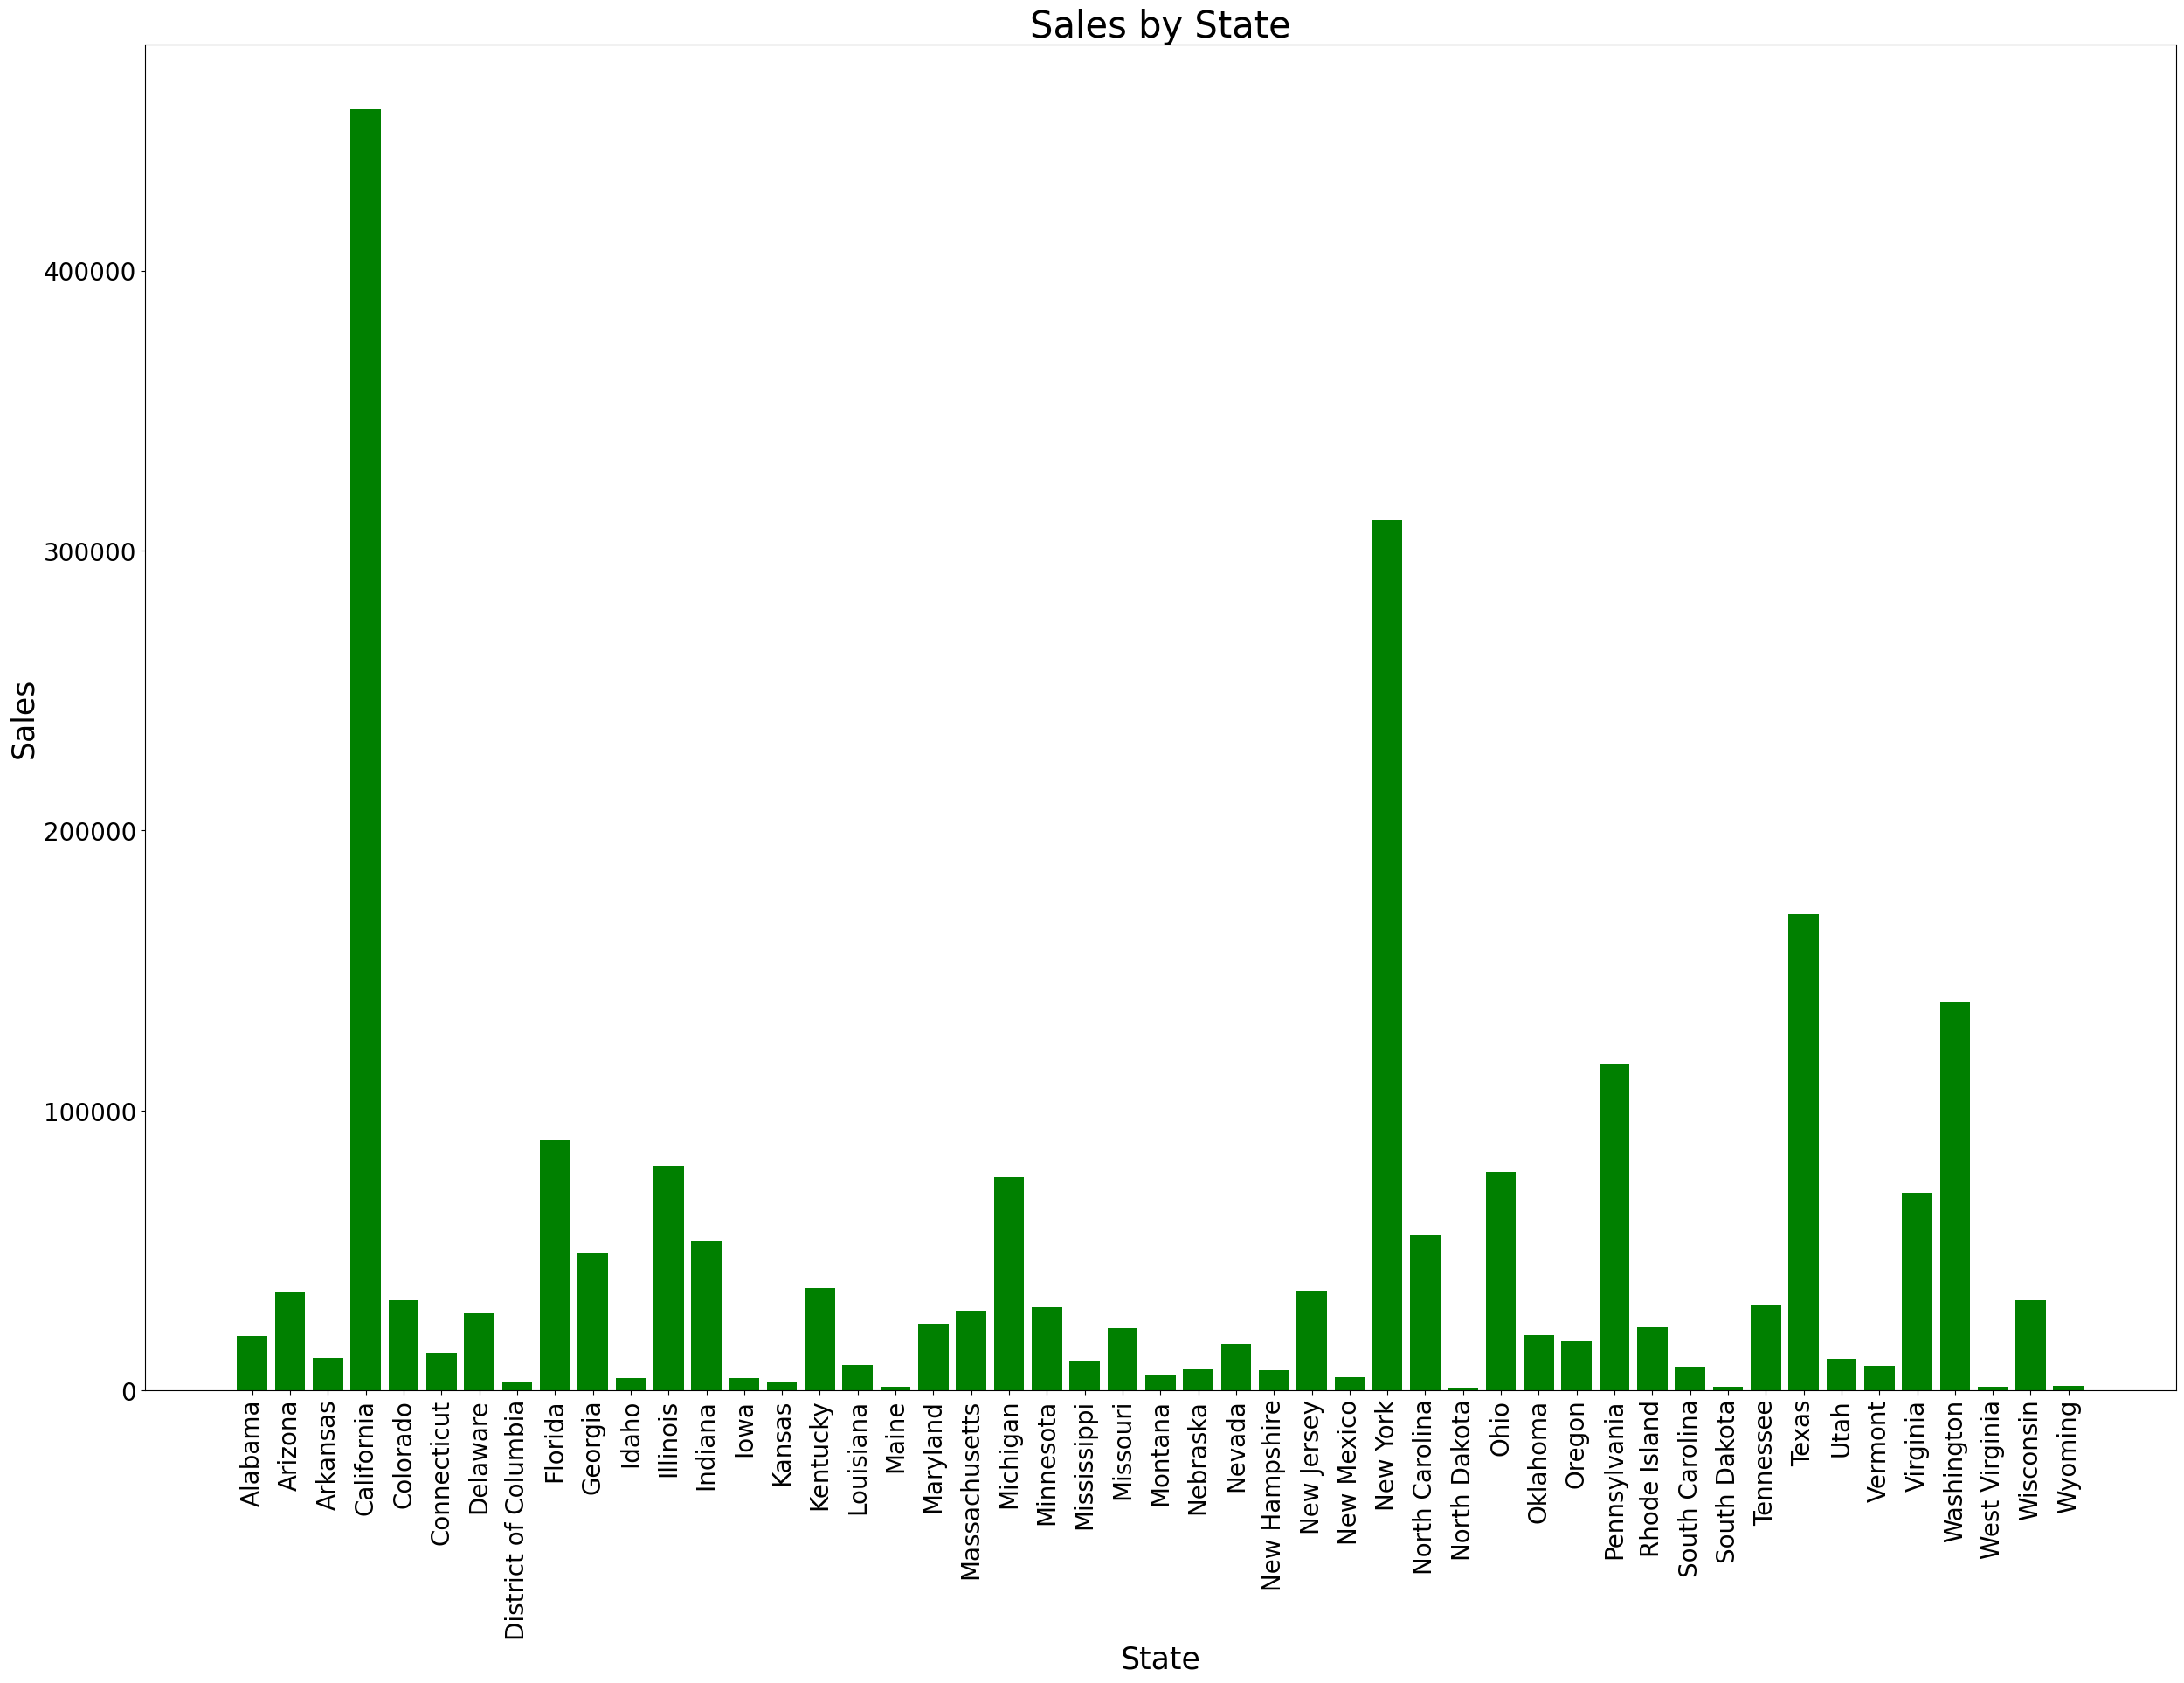 Sales by State
Sales
400000
300000
200000
100000
0
Alabama
Arizona
Arkansas
California
Colorado
Connecticut
Delaware
District of Columbia
Florida
Georgia
Idaho
Illinois
Indiana
Iowa
Kansas
Kentucky
Louisiana
Maine
Maryland
Massachusetts
Michigan
Minnesota
Mississippi
Missouri
Montana
Nebraska
Nevada
New Hampshire
New Jersey
New Mexico
New York
North Carolina
North Dakota
Ohio
Oklahoma
Oregon
Pennsylvania
Rhode Island
South Carolina
South Dakota
Tennessee
Texas
Utah
Vermont
Virginia
Washington
West Virginia
Wisconsin
Wyoming
State